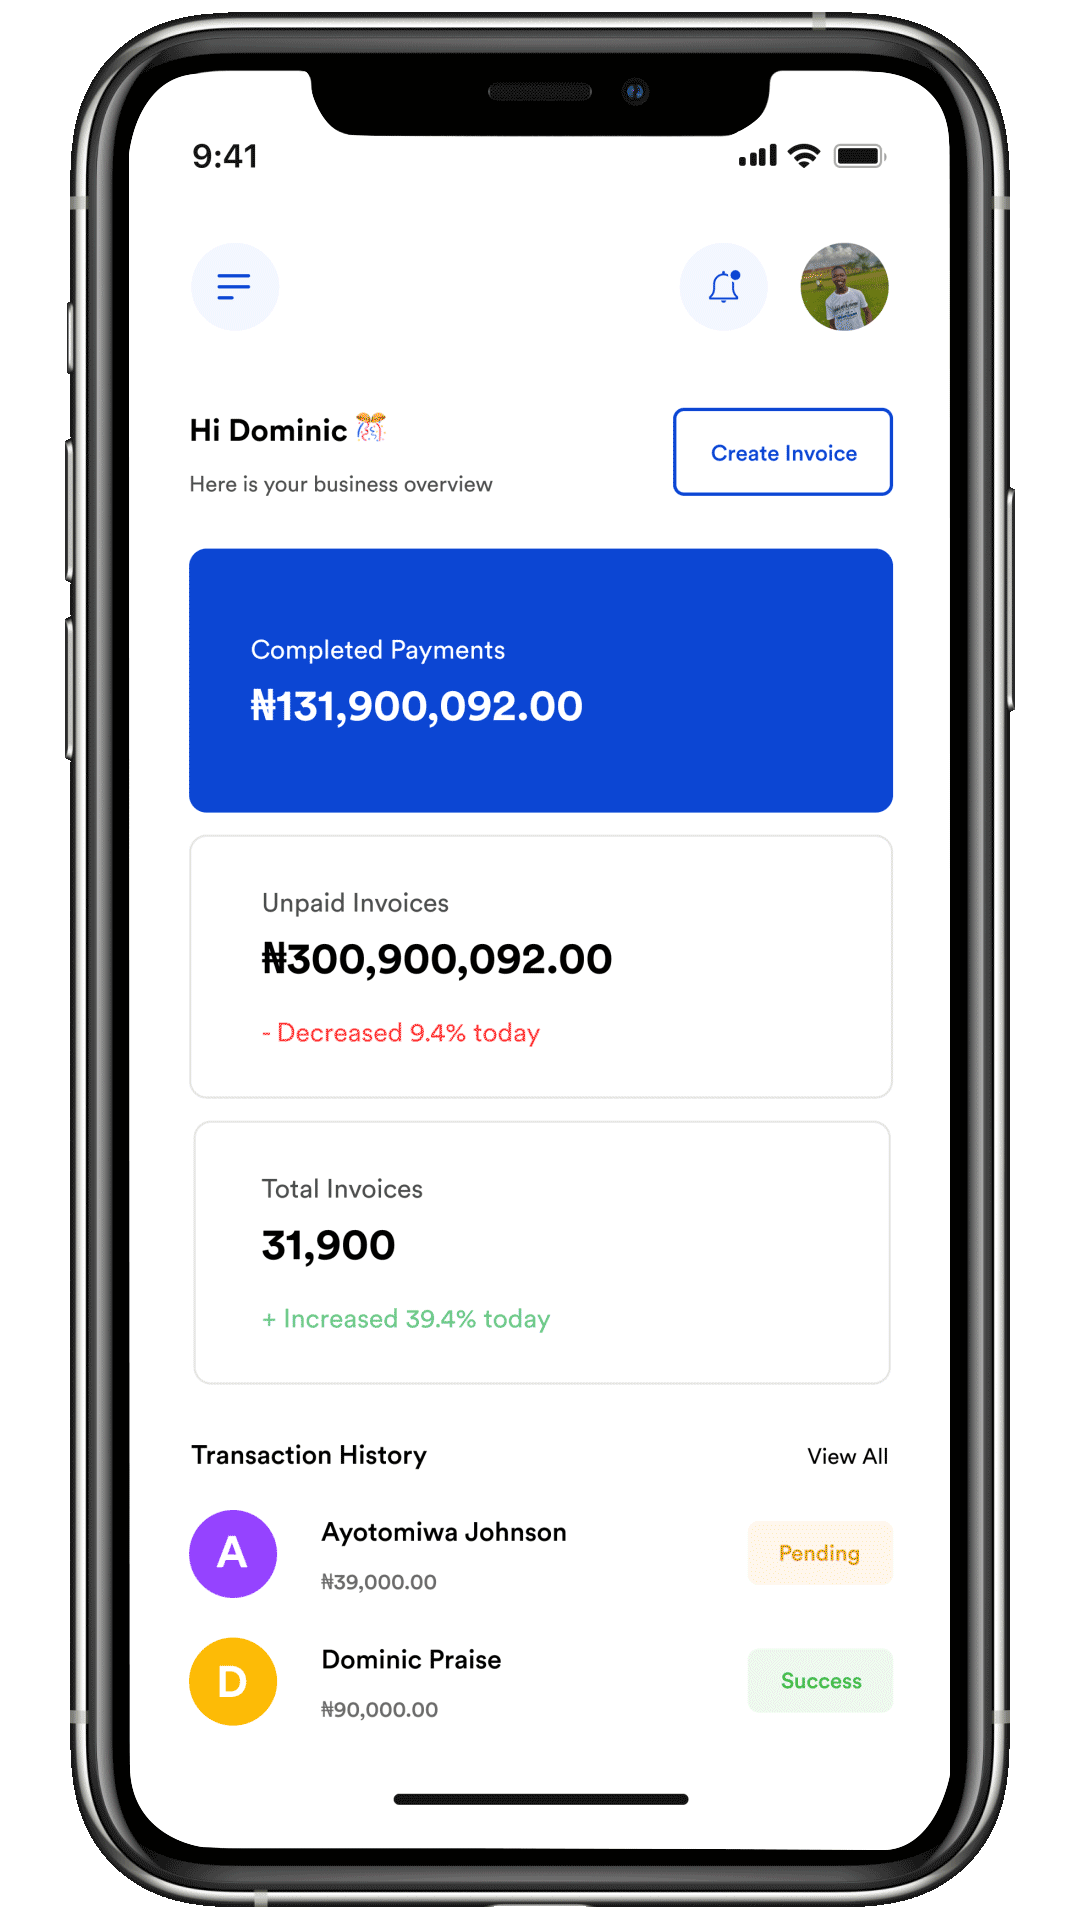 9:41
Hi Dominic 🎊
Create Invoice
Here is your business overview
Completed Payments
₦131,900,092.00
Unpaid Invoices
₦300,900,092.00
- Decreased 9.4% today
Total Invoices
31,900
+ Increased 39.4% today
Transaction History
View All
A
Ayotomiwa Johnson
₦39,000.00
Pending
D
Dominic Praise
₦90,000.00
Success